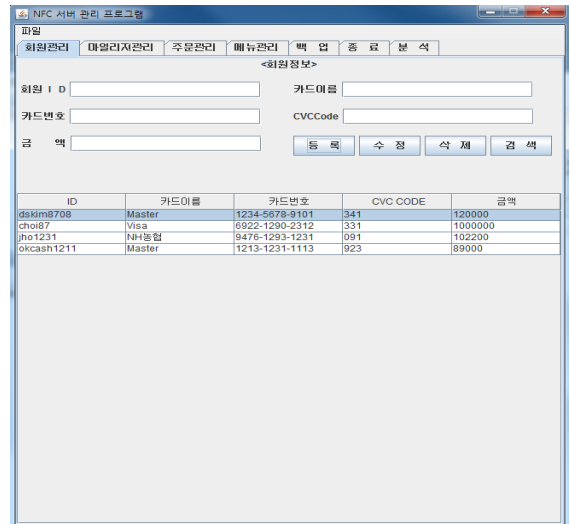 NFC 서버 관리 프로그램
파일
회원관리 마일리지관리 주문관리 메뉴관리 백 업 종 료 분 석
<회원정보>
회원 I D 카드이름
카드번호 CVCCode
금 액 등 록 수 정 삭 제 검 색
ID 카드이름 카드번호 CVC CODE 금액
dskim8708 Master 1234-5678-9101 341 120000
choi87 Visa 6922-1290-2312 331 1000000
jho1231 NH농협 9476-1293-1231 091 102200
okcash1211 Master 1213-1231-1113 923 89000